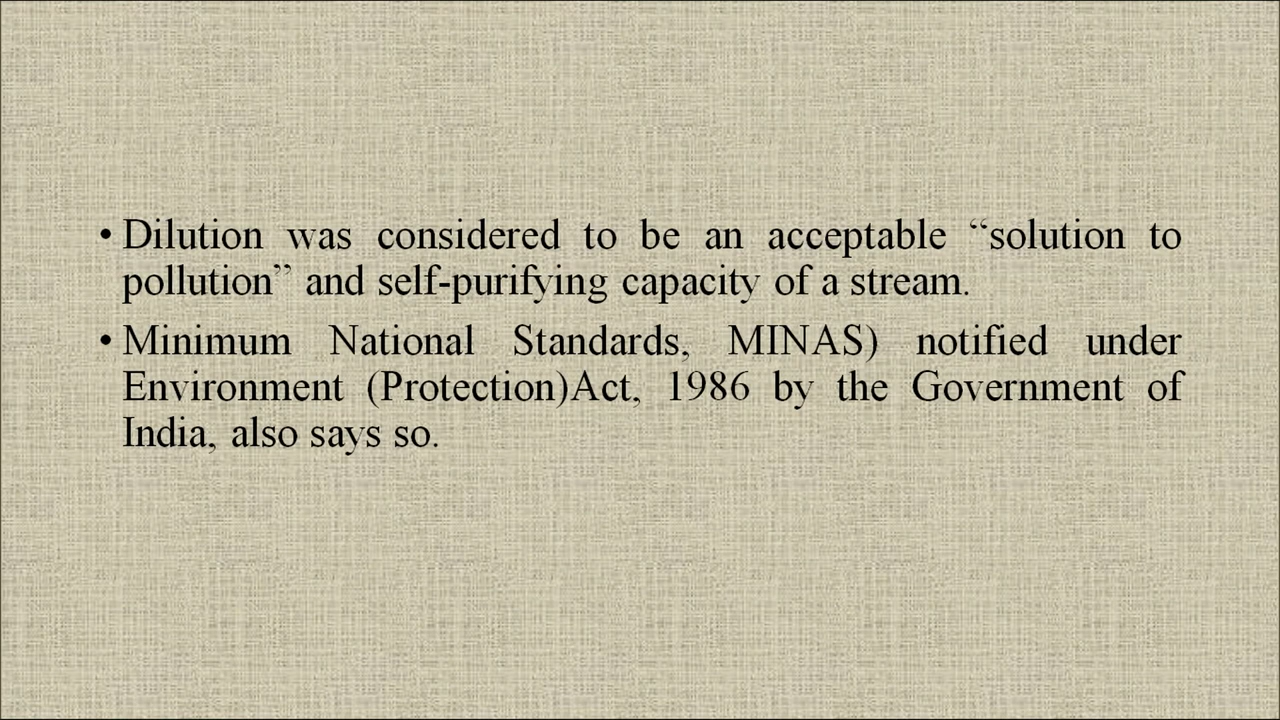 • Dilution was considered to be an acceptable “solution to
pollution” and self-purifying capacity of a stream.
• Minimum National Standards, MINAS) notified under
Environment (Protection)Act, 1986 by the Government of
India, also says so.